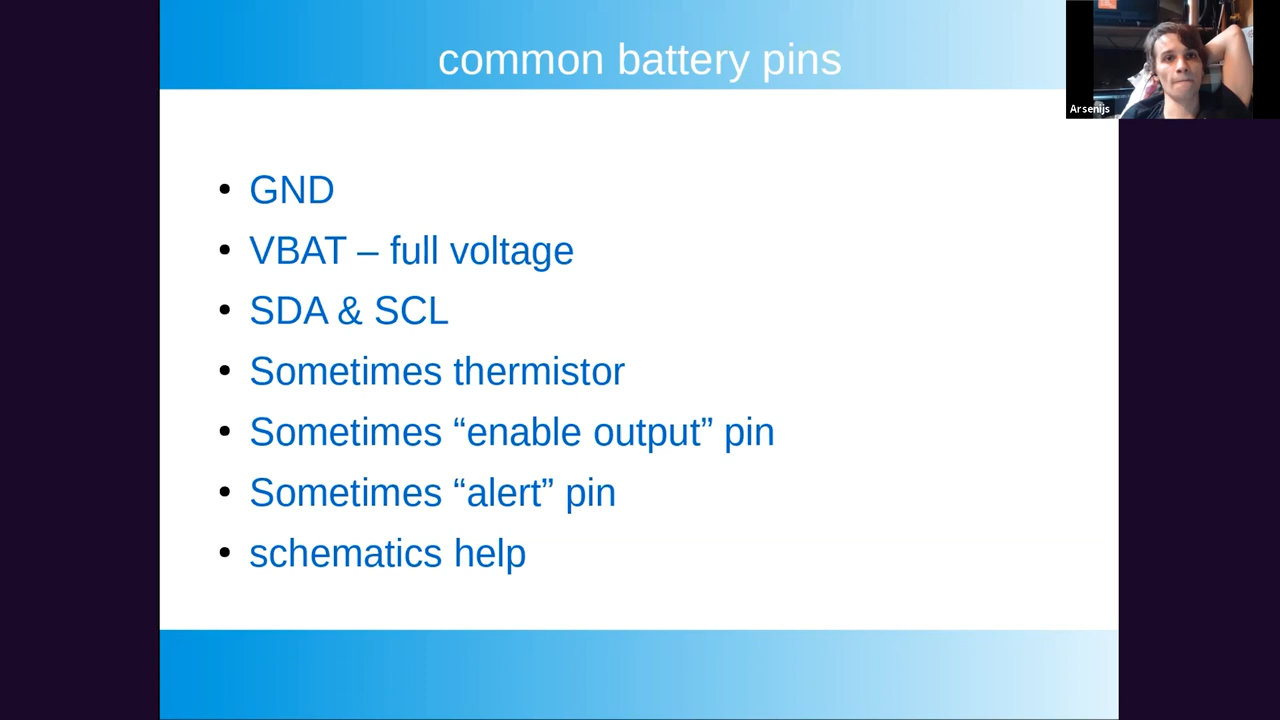 common battery pins
Arsenijs
GND
VBAT – full voltage
SDA & SCL
Sometimes thermistor
Sometimes “enable output” pin
Sometimes “alert” pin
schematics help